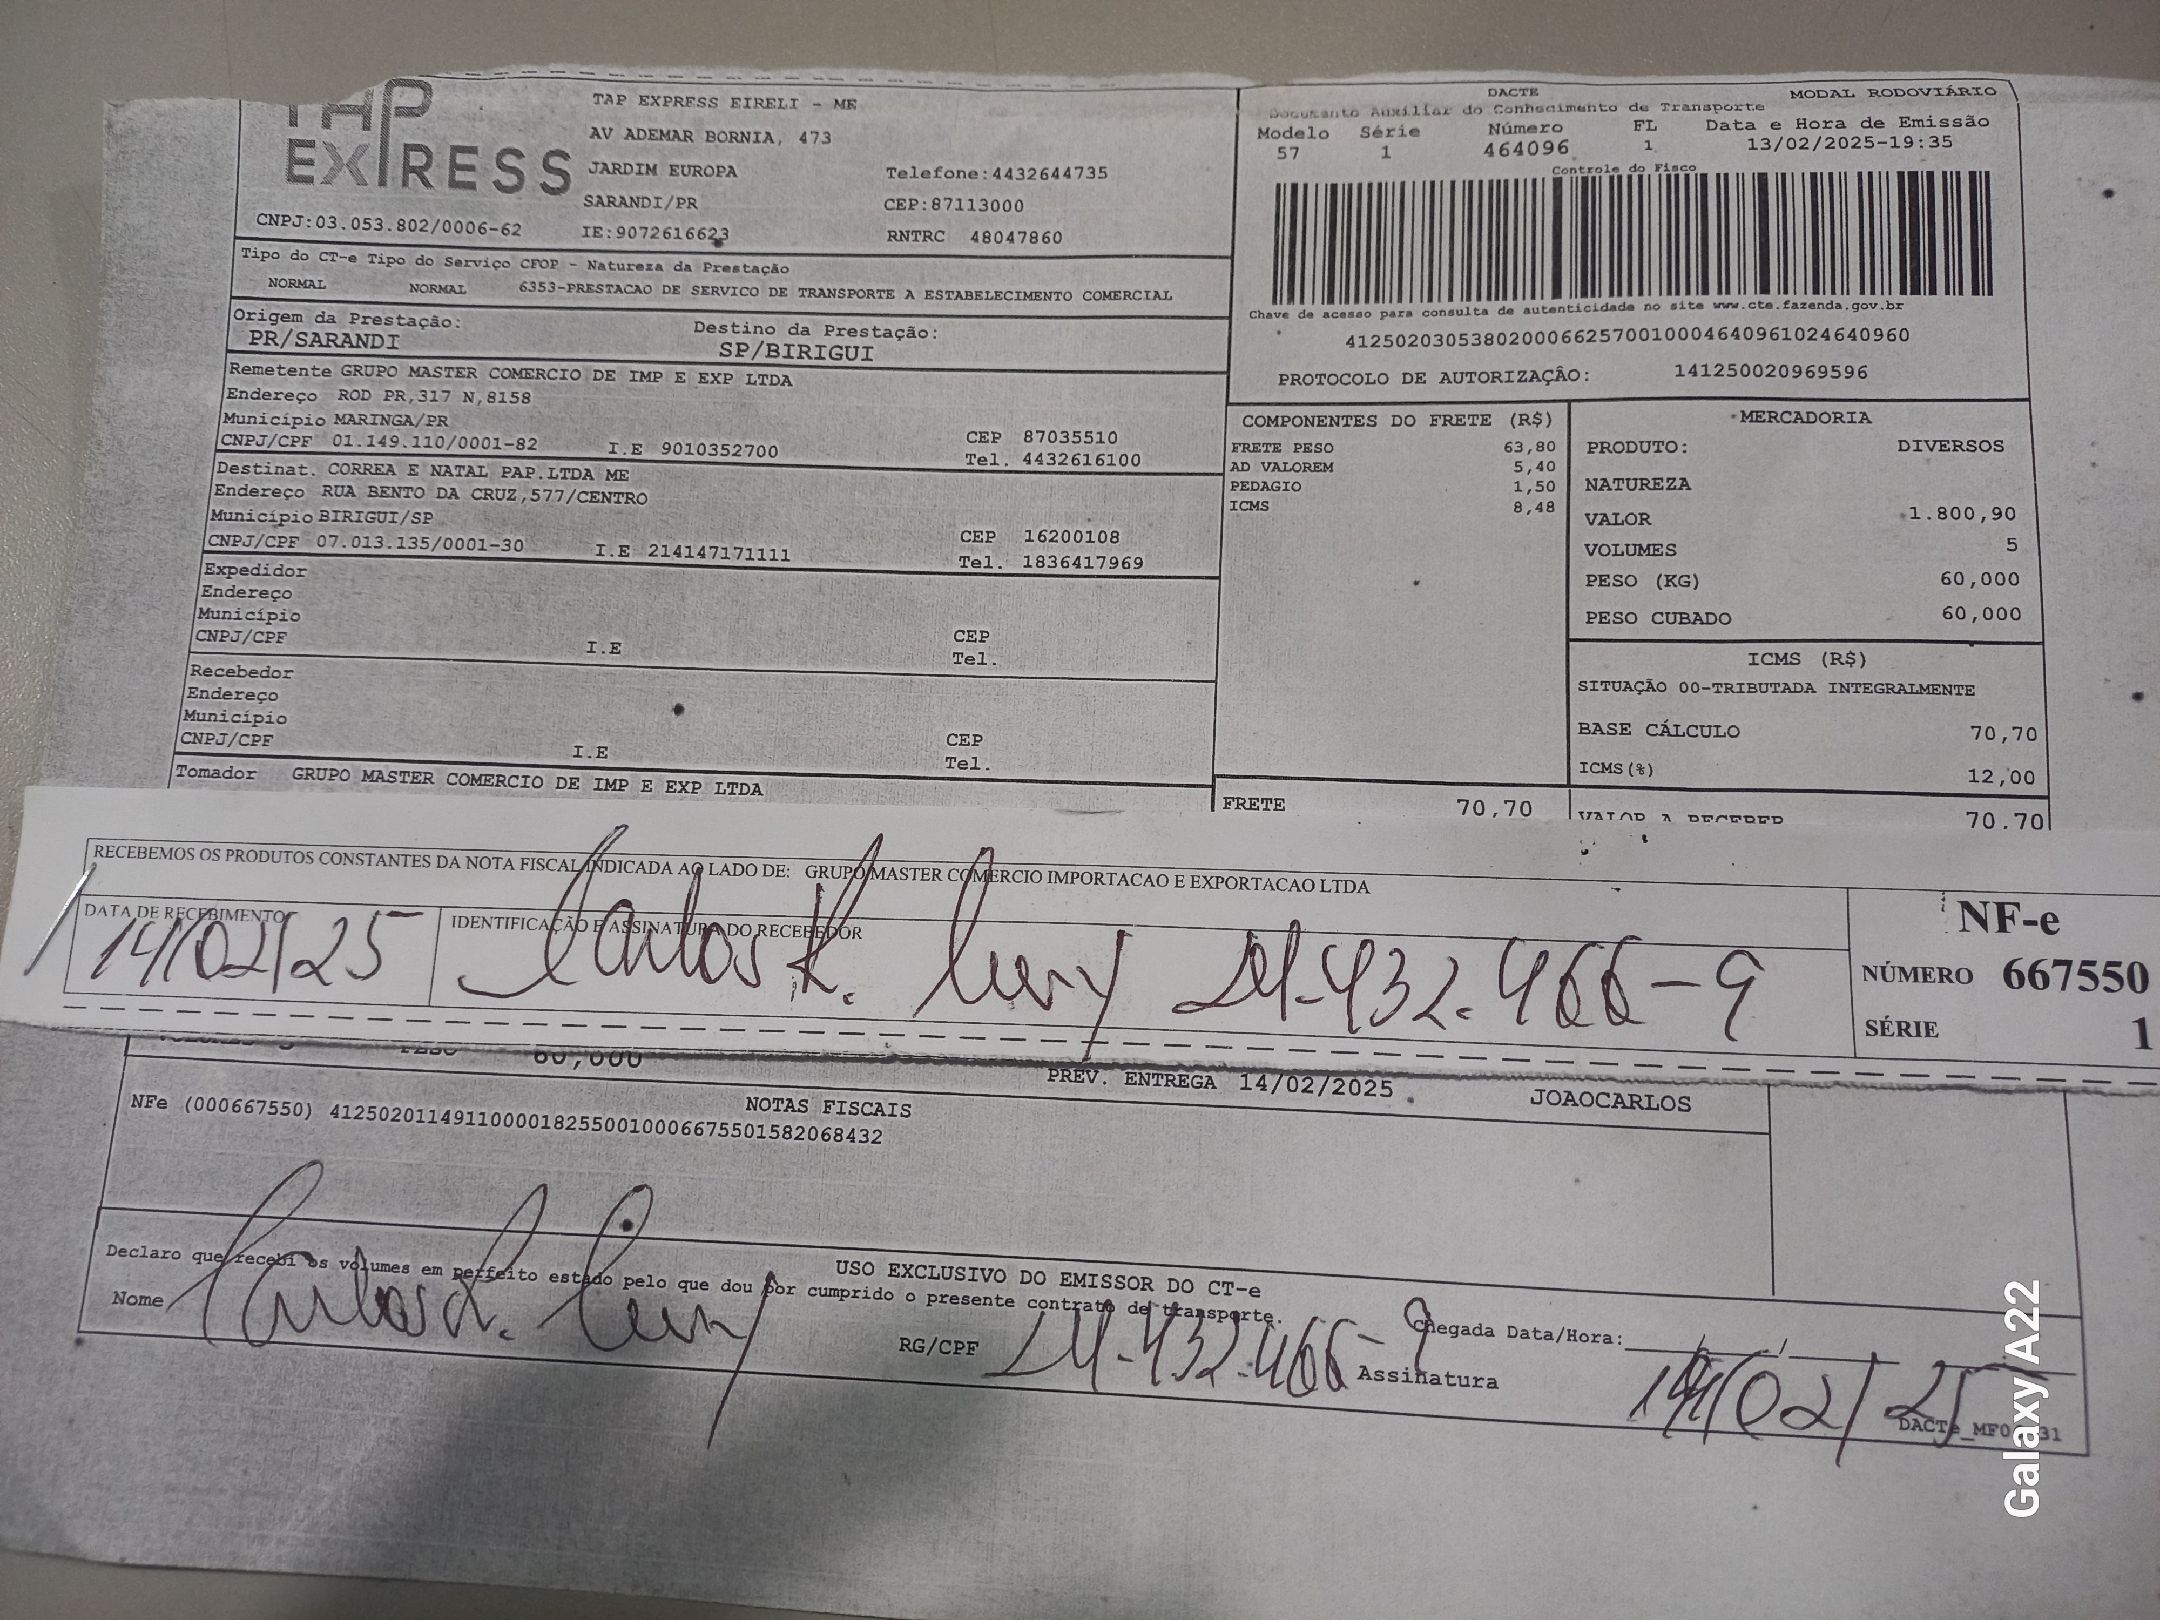 TAP EXPRESS
TAP EXPRESS EIRELI - ME
AV ADEMAR BORNIA, 473
JARDIM EUROPA Telefone:4432644735
SARANDI/PR CEP:87113000
CNPJ:03.053.802/0006-62 IE:9072616623 RNTRC 48047860
Tipo do CT-e Tipo do Serviço CFOP - Natureza da Prestação
NORMAL NORMAL 6353-PRESTACAO DE SERVICO DE TRANSPORTE A ESTABELECIMENTO COMERCIAL
Origem da Prestação: Destino da Prestação:
PR/SARANDI SP/BIRIGUI
Remetente GRUPO MASTER COMERCIO DE IMP E EXP LTDA
Endereço ROD PR,317 N,8158
Município MARINGA/PR CEP 87035510
CNPJ/CPF 01.149.110/0001-82 I.E 9010352700 Tel. 4432616100
Destinat. CORREA E NATAL PAP.LTDA ME
Endereço RUA BENTO DA CRUZ,577/CENTRO
Município BIRIGUI/SP CEP 16200108
CNPJ/CPF 07.013.135/0001-30 I.E 214147171111 Tel. 1836417969
Expedidor
Endereço
Município CEP
CNPJ/CPF I.E Tel.
Recebedor
Endereço
Município CEP
CNPJ/CPF I.E Tel.
Tomador GRUPO MASTER COMERCIO DE IMP E EXP LTDA
DACTE MODAL RODOVIÁRIO
Documento Auxiliar do Conhecimento de Transporte
Modelo Série Número FL Data e Hora de Emissão
57 1 464096 1 13/02/2025-19:35
Controle do Fisco
Chave de acesso para consulta de autenticidade no site www.cte.fazenda.gov.br
41250203053802000662570010004640961024640960
PROTOCOLO DE AUTORIZAÇÃO: 141250020969596
COMPONENTES DO FRETE (R$)
FRETE PESO 63,80
AD VALOREM 5,40
PEDAGIO 1,50
ICMS 8,48
FRETE 70,70
MERCADORIA
PRODUTO: DIVERSOS
NATUREZA
VALOR 1.800,90
VOLUMES 5
PESO (KG) 60,000
PESO CUBADO 60,000
ICMS (R$)
SITUAÇÃO 00-TRIBUTADA INTEGRALMENTE
BASE CÁLCULO 70,70
ICMS(%) 12,00
VALOR A RECEBER 70.70
RECEBEMOS OS PRODUTOS CONSTANTES DA NOTA FISCAL INDICADA AO LADO DE: GRUPO MASTER COMERCIO IMPORTACAO E EXPORTACAO LTDA
DATA DE RECEBIMENTO IDENTIFICAÇÃO E ASSINATURA DO RECEBEDOR
14/02/25 Carlos
NF-e
NÚMERO 667550
SÉRIE 1
PESO 60,000
PREV. ENTREGA 14/02/2025 JOAOCARLOS
NOTAS FISCAIS
NFe (000667550) 41250201149110000182550010006675501582068432
USO EXCLUSIVO DO EMISSOR DO CT-e
Declaro que recebi os volumes em perfeito estado pelo que dou por cumprido o presente contrato de transporte.
Nome Carlos RG/CPF Assinatura Chegada Data/Hora:
14/02/25
Galaxy A22